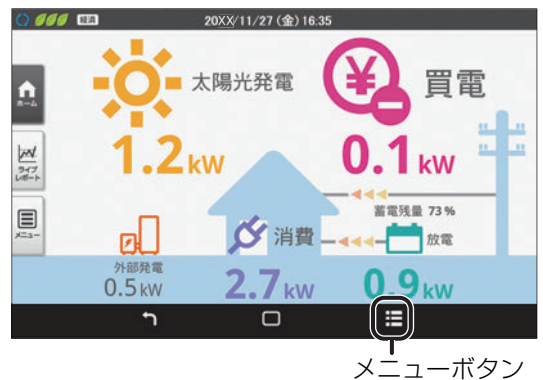 経済
20XX/11/27 (金) 16:35
太陽光発電
¥
買電
ホーム
1.2kW
0.1kW
ライブ
レポート
蓄電残量 73%
消費
放電
メニュー
外部発電
0.5kW
2.7kW
0.9kW
メニューボタン